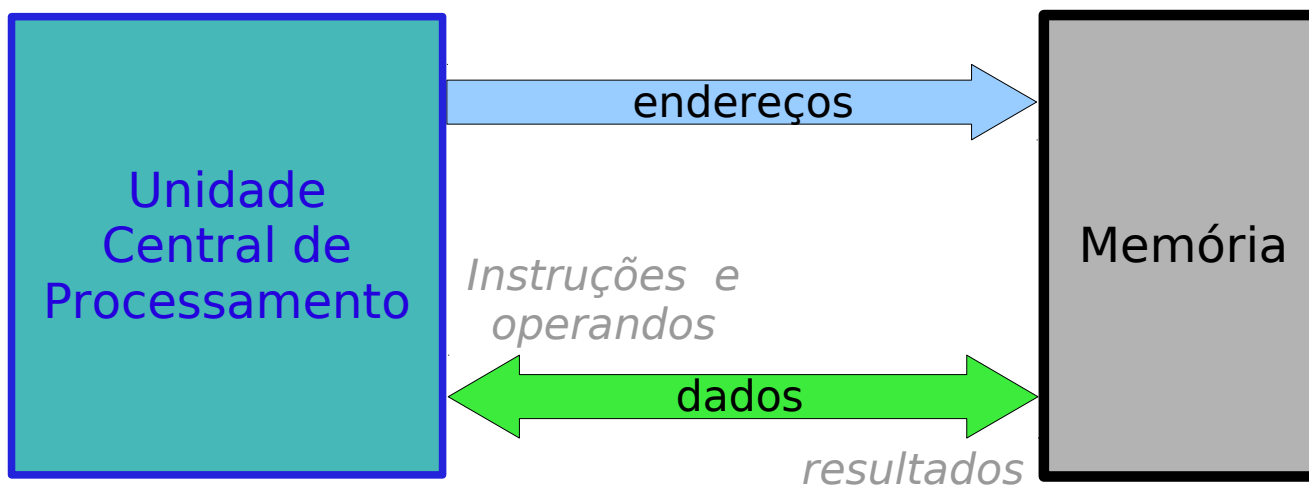 Unidade
Central de
Processamento
endereços
Instruções e
operandos
dados
resultados
Memória